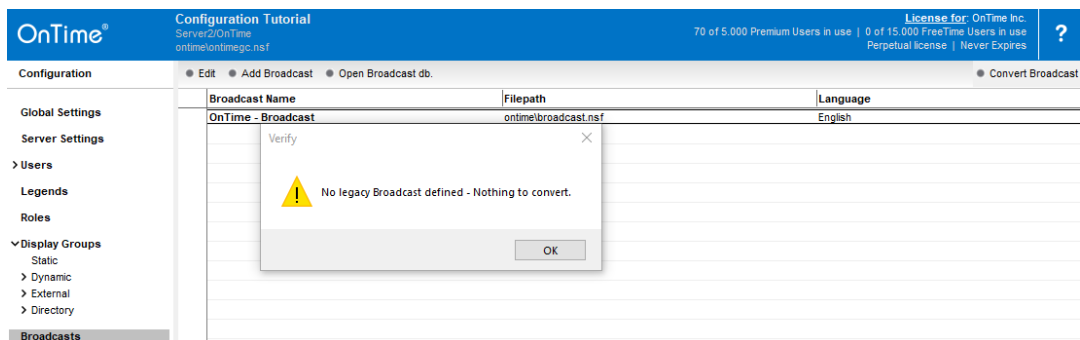 OnTime®
Configuration Tutorial
Server2/OnTime
ontime\ontimegc.nsf
License for: OnTime Inc.
70 of 5.000 Premium Users in use | 0 of 15.000 FreeTime Users in use
Perpetual license | Never Expires
?
Configuration
Edit
Add Broadcast
Open Broadcast db.
Convert Broadcast
Global Settings
Server Settings
Users
Legends
Roles
Display Groups
Static
Dynamic
External
Directory
Broadcasts
Broadcast Name
Filepath
Language
OnTime - Broadcast
ontime\broadcast.nsf
English
Verify
No legacy Broadcast defined - Nothing to convert.
OK